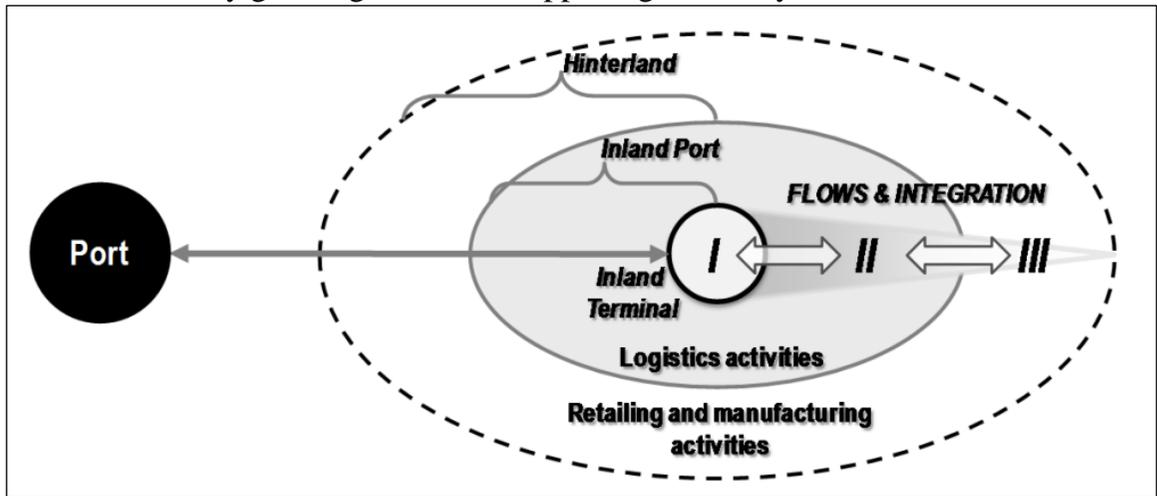 Hinterland
Inland Port
FLOWS & INTEGRATION
Port
I
II
III
Inland
Terminal
Logistics activities
Retailing and manufacturing
activities